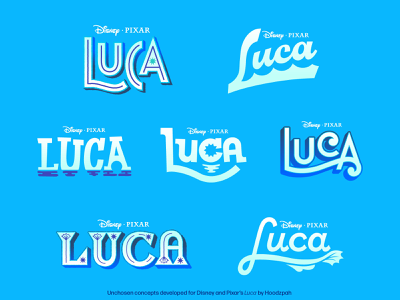 Disney · PIXAR
LUCA
Disney · PIXAR
Luca
Disney · PIXAR
LUCA
Disney · PIXAR
LUCA
Disney · PIXAR
LUCA
Disney · PIXAR
LUCA
Disney · PIXAR
Luca
Unchosen concepts developed for Disney and Pixar's Luca by Hoodzpah